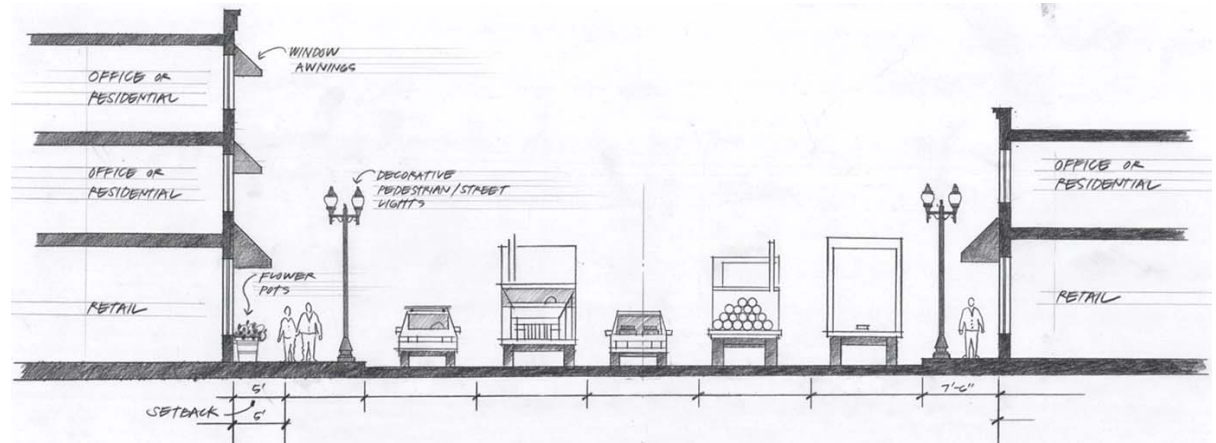 WINDOW
AWNINGS
OFFICE OR
RESIDENTIAL
OFFICE OR
RESIDENTIAL
DECORATIVE
PEDESTRIAN/STREET
LIGHTS
OFFICE OR
RESIDENTIAL
FLOWER
POTS
RETAIL
RETAIL
5'
7'-6"
SETBACK
5'